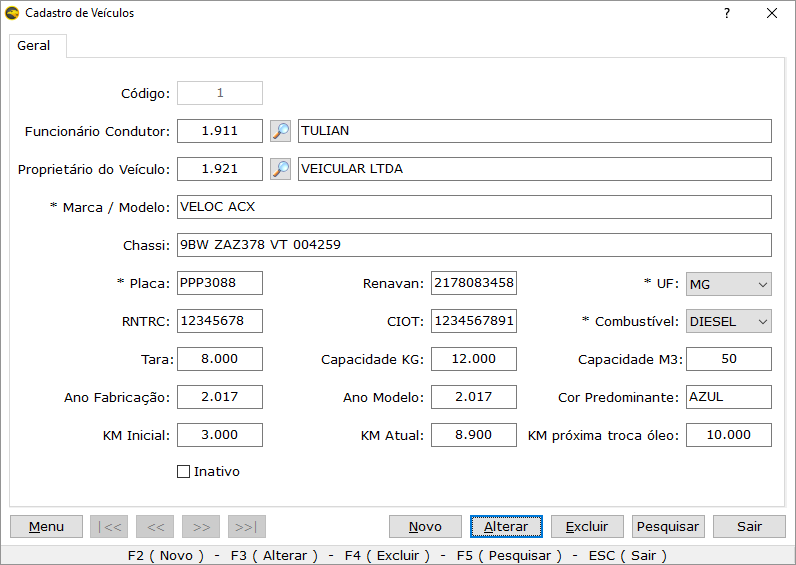 Cadastro de Veículos ?
Geral
Código: 1
Funcionário Condutor: 1.911 TULIAN
Proprietário do Veículo: 1.921 VEICULAR LTDA
* Marca / Modelo: VELOC ACX
Chassi: 9BW ZAZ378 VT 004259
* Placa: PPP3088 Renavan: 2178083458 * UF: MG
RNTRC: 12345678 CIOT: 1234567891 * Combustível: DIESEL
Tara: 8.000 Capacidade KG: 12.000 Capacidade M3: 50
Ano Fabricação: 2.017 Ano Modelo: 2.017 Cor Predominante: AZUL
KM Inicial: 3.000 KM Atual: 8.900 KM próxima troca óleo: 10.000
Inativo
Menu |<< << >> >>| Novo Alterar Excluir Pesquisar Sair
F2 ( Novo ) - F3 ( Alterar ) - F4 ( Excluir ) - F5 ( Pesquisar ) - ESC ( Sair )